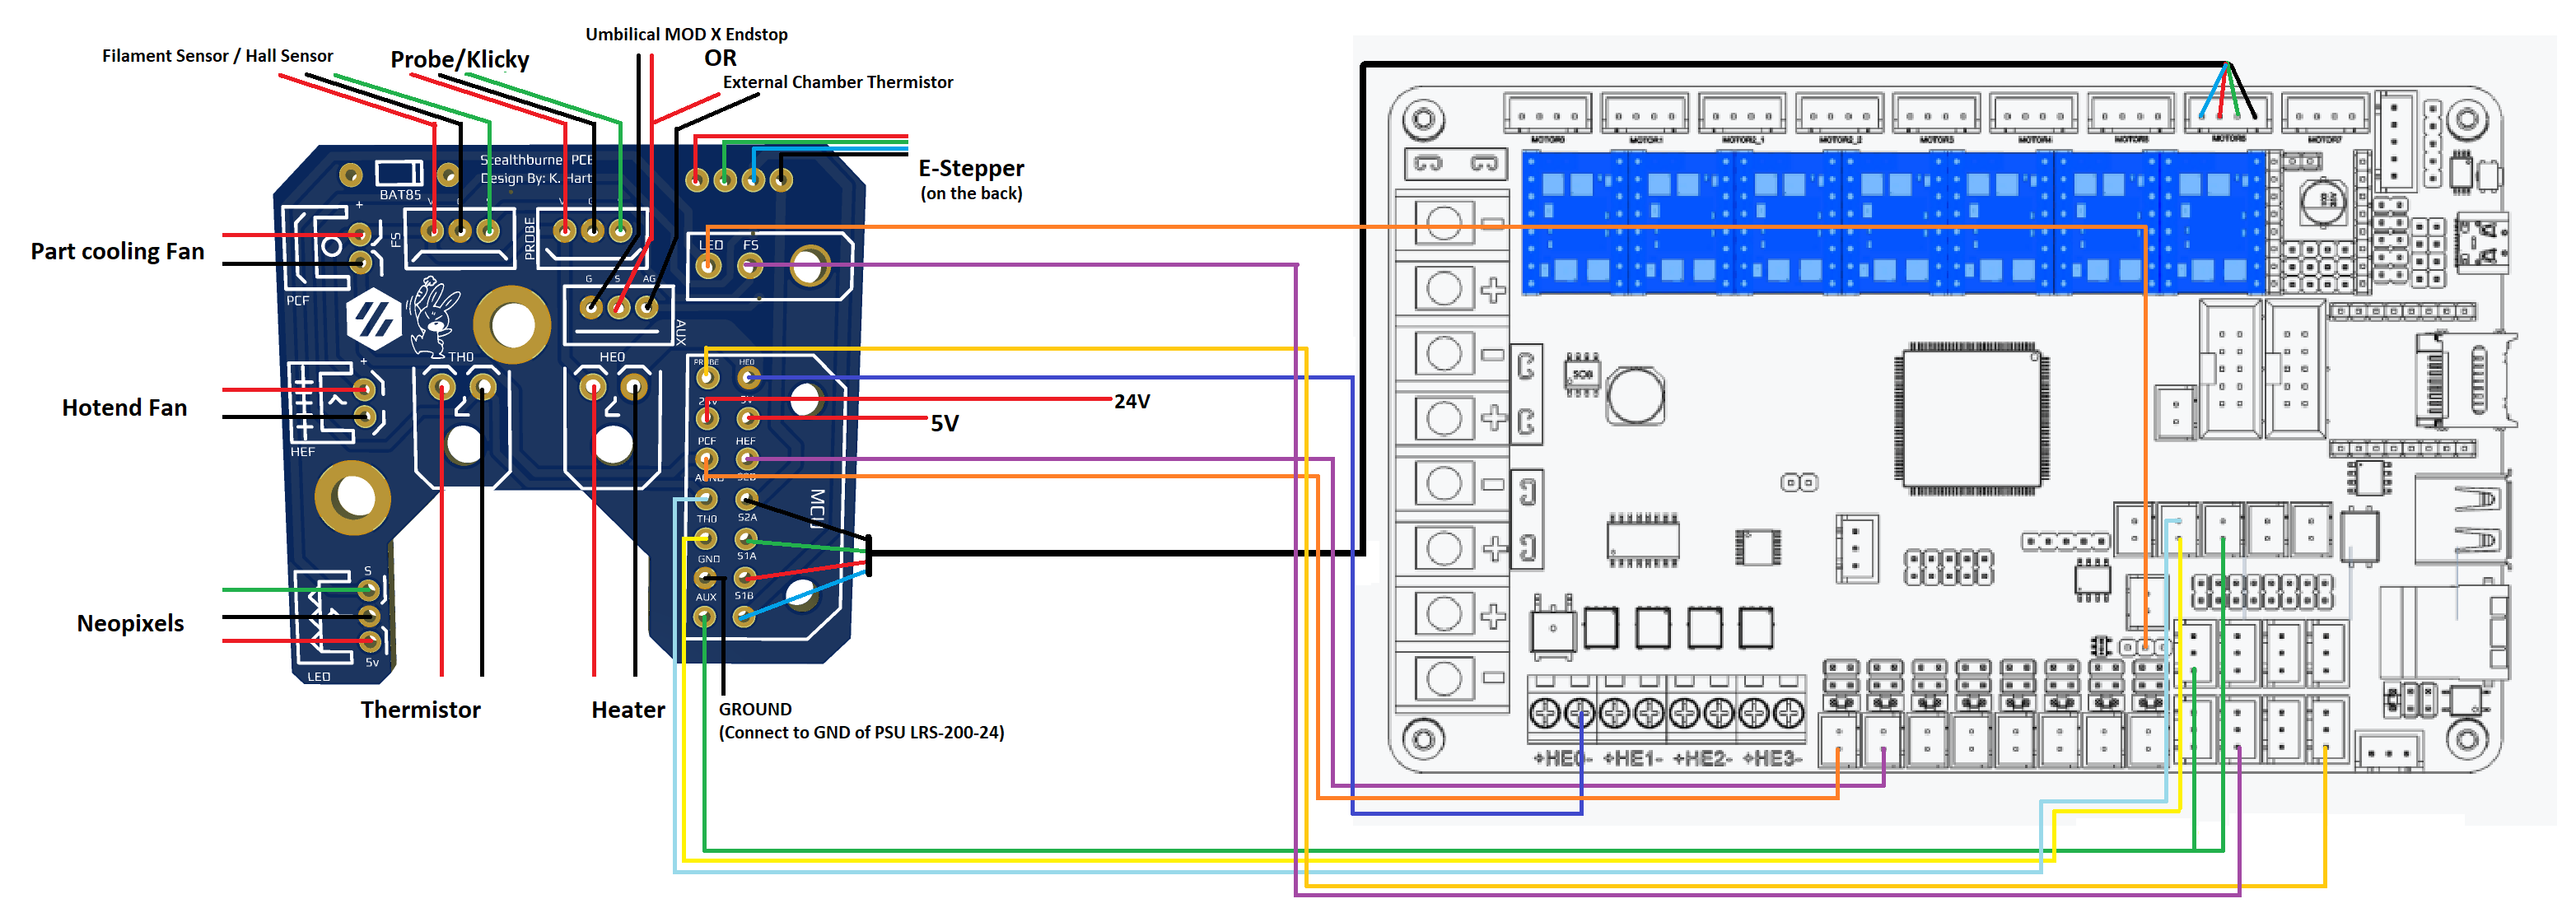 Umbilical MOD X Endstop
OR
External Chamber Thermistor
Filament Sensor / Hall Sensor
Probe/Klicky
E-Stepper
(on the back)
Part cooling Fan
Hotend Fan
Neopixels
Thermistor
Heater
24V
5V
GROUND
(Connect to GND of PSU LRS-200-24)
Stealthburner PCB
Design By: K. Hart
BAT85
+
FS
PROBE
PCF
LED FS
G S AG
AUX
TH0
HE0
+
HEF
PROBE HE0
24V 5V
PCF HEF
AGND S2B
TH0 S2A
GND S1A
AUX S1B
MCU
S
5v
LED
MOTOR0 MOTOR1 MOTOR2_1 MOTOR2_2 MOTOR3 MOTOR4 MOTOR5 MOTOR6 MOTOR7
+HE0- +HE1- +HE2- +HE3-